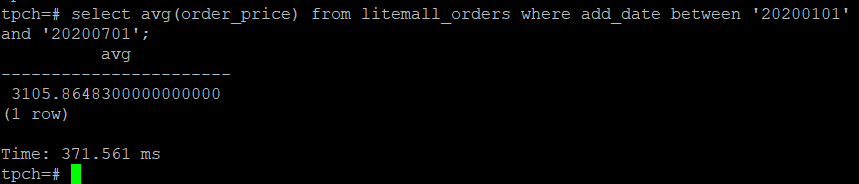 tpch=# select avg(order_price) from litemall_orders where add_date between '20200101'
and '20200701';
avg
-----------------------
3105.8648300000000000
(1 row)
Time: 371.561 ms
tpch=#